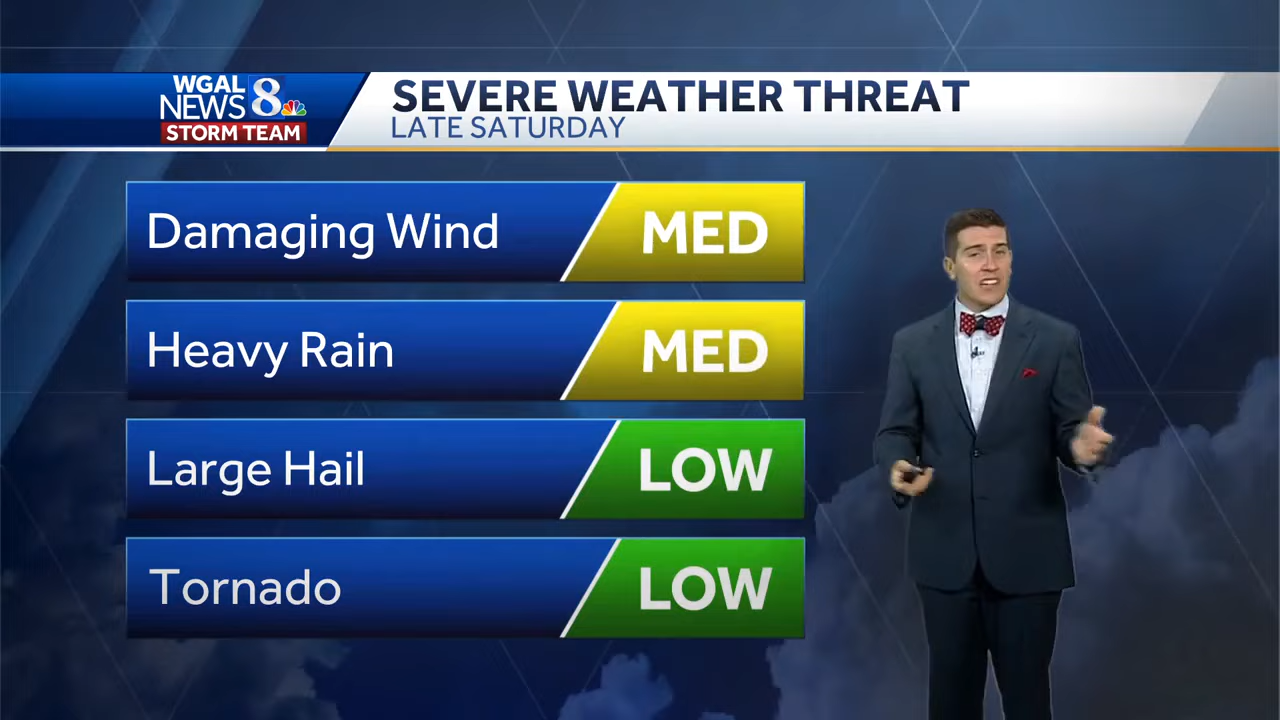 WGAL
NEWS 8
STORM TEAM
SEVERE WEATHER THREAT
LATE SATURDAY
Damaging Wind MED
Heavy Rain MED
Large Hail LOW
Tornado LOW